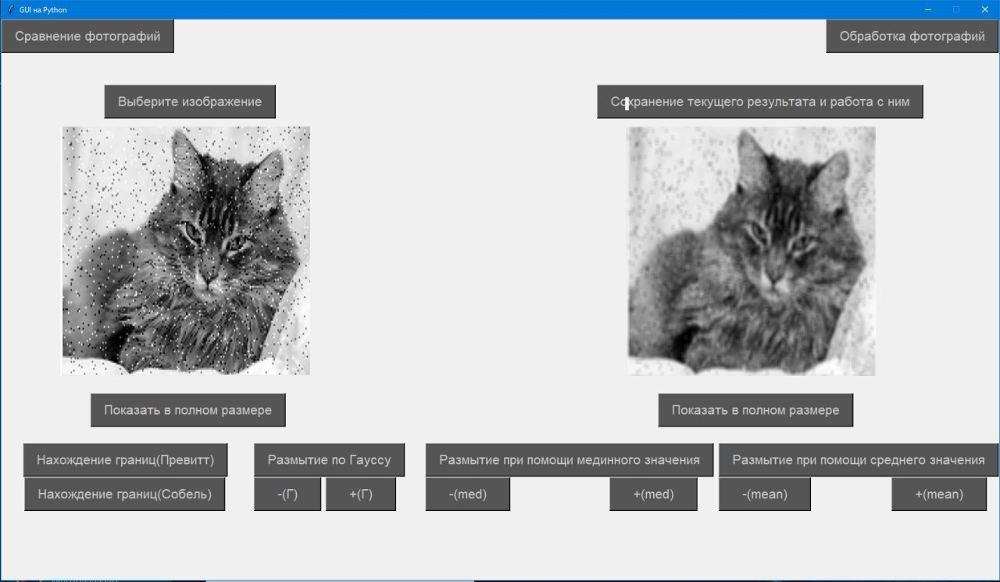 GUI на Python
Сравнение фотографий
Обработка фотографий
Выберите изображение
Сохранение текущего результата и работа с ним
Показать в полном размере
Показать в полном размере
Нахождение границ(Превитт)
Размытие по Гауссу
Размытие при помощи мединного значения
Размытие при помощи среднего значения
Нахождение границ(Собель)
-(Г)
+(Г)
-(med)
+(med)
-(mean)
+(mean)